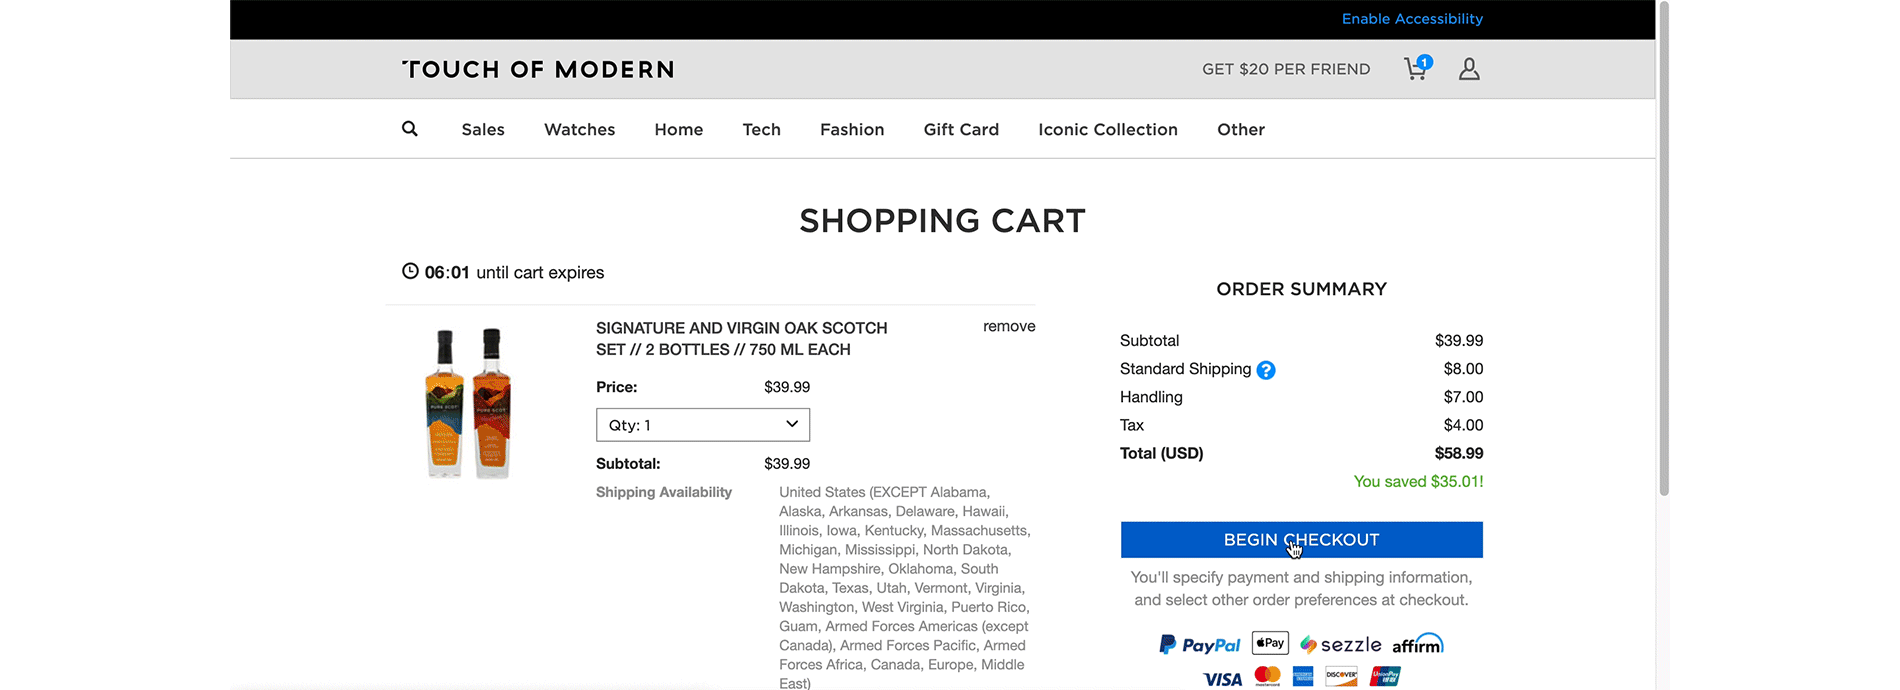 Enable Accessibility
TOUCH OF MODERN
GET $20 PER FRIEND
1
Sales Watches Home Tech Fashion Gift Card Iconic Collection Other
SHOPPING CART
06:01 until cart expires
SIGNATURE AND VIRGIN OAK SCOTCH
SET // 2 BOTTLES // 750 ML EACH
remove
Price: $39.99
Qty: 1
Subtotal: $39.99
Shipping Availability
United States (EXCEPT Alabama,
Alaska, Arkansas, Delaware, Hawaii,
Illinois, Iowa, Kentucky, Massachusetts,
Michigan, Mississippi, North Dakota,
New Hampshire, Oklahoma, South
Dakota, Texas, Utah, Vermont, Virginia,
Washington, West Virginia, Puerto Rico,
Guam, Armed Forces Americas (except
Canada), Armed Forces Pacific, Armed
Forces Africa, Canada, Europe, Middle
East)
PURE SCOT
PURE SCOT
ORDER SUMMARY
Subtotal $39.99
Standard Shipping ? $8.00
Handling $7.00
Tax $4.00
Total (USD) $58.99
You saved $35.01!
BEGIN CHECKOUT
You'll specify payment and shipping information,
and select other order preferences at checkout.
PayPal Pay sezzle affirm
VISA mastercard DISCOVER UnionPay